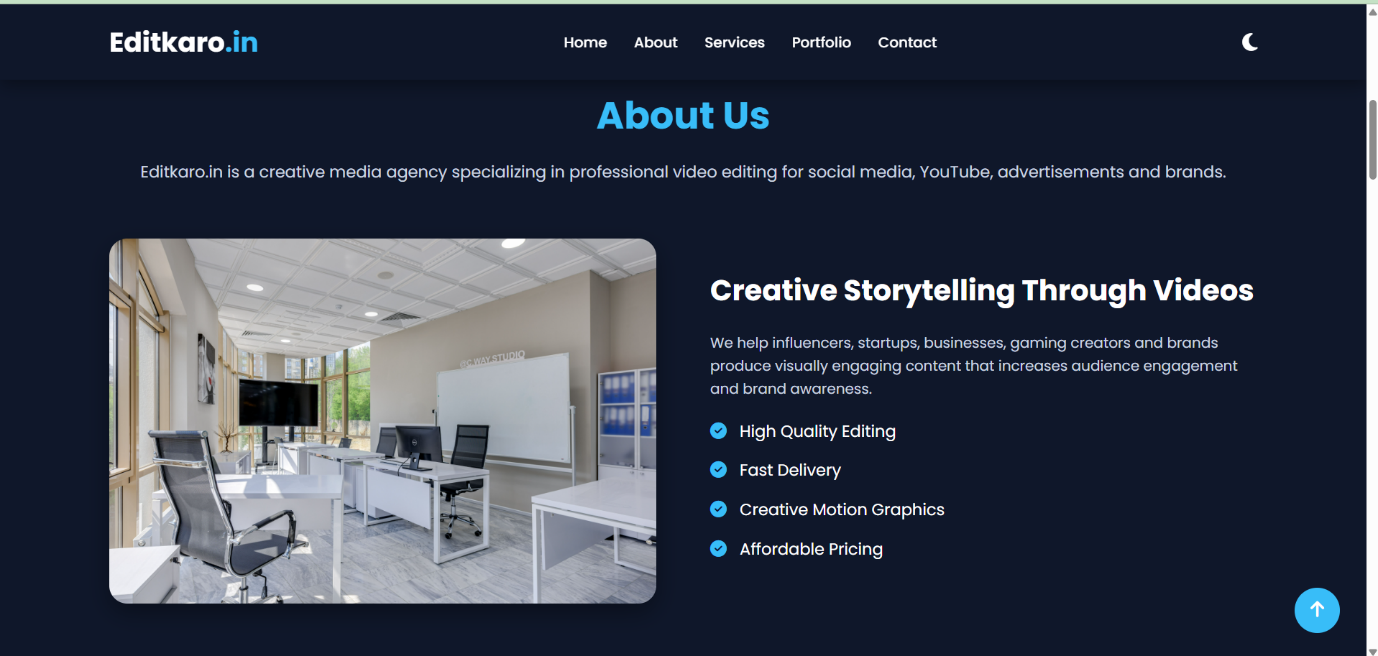 Editkaro.in
Home About Services Portfolio Contact
About Us
Editkaro.in is a creative media agency specializing in professional video editing for social media, YouTube, advertisements and brands.
@C.WAY STUDIO
Creative Storytelling Through Videos
We help influencers, startups, businesses, gaming creators and brands
produce visually engaging content that increases audience engagement
and brand awareness.
High Quality Editing
Fast Delivery
Creative Motion Graphics
Affordable Pricing